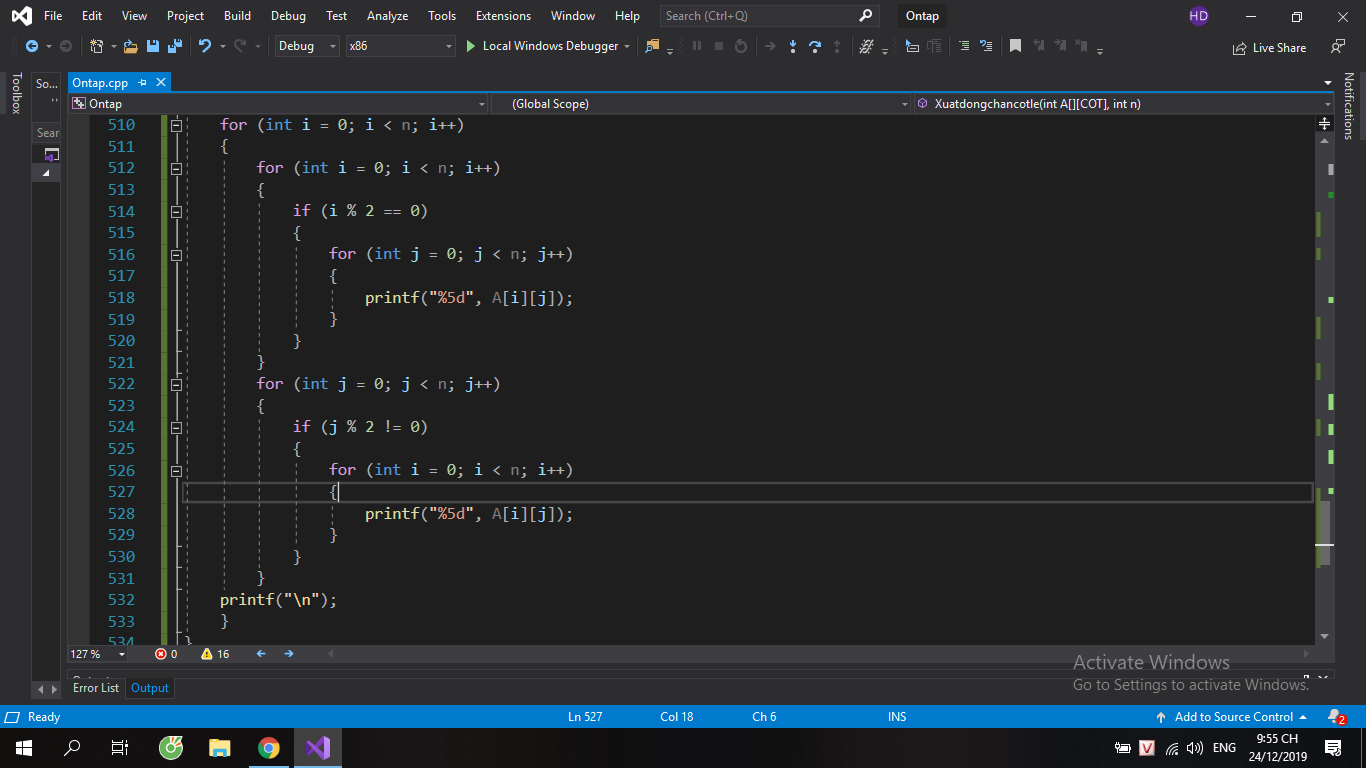 File Edit View Project Build Debug Test Analyze Tools Extensions Window Help Search (Ctrl+Q) Ontap HD
Debug x86 Local Windows Debugger Live Share
Toolbox So... Ontap.cpp Notifications
Ontap (Global Scope) Xuatdongchancotle(int A[][COT], int n)
Sear
510 for (int i = 0; i < n; i++)
511 {
512 for (int i = 0; i < n; i++)
513 {
514 if (i % 2 == 0)
515 {
516 for (int j = 0; j < n; j++)
517 {
518 printf("%5d", A[i][j]);
519 }
520 }
521 }
522 for (int j = 0; j < n; j++)
523 {
524 if (j % 2 != 0)
525 {
526 for (int i = 0; i < n; i++)
527 {
528 printf("%5d", A[i][j]);
529 }
530 }
531 }
532 printf("\n");
533 }
534 }
127 % 0 16
Activate Windows
Go to Settings to activate Windows.
Error List Output
Ready Ln 527 Col 18 Ch 6 INS Add to Source Control 2
V ENG 9:55 CH
24/12/2019